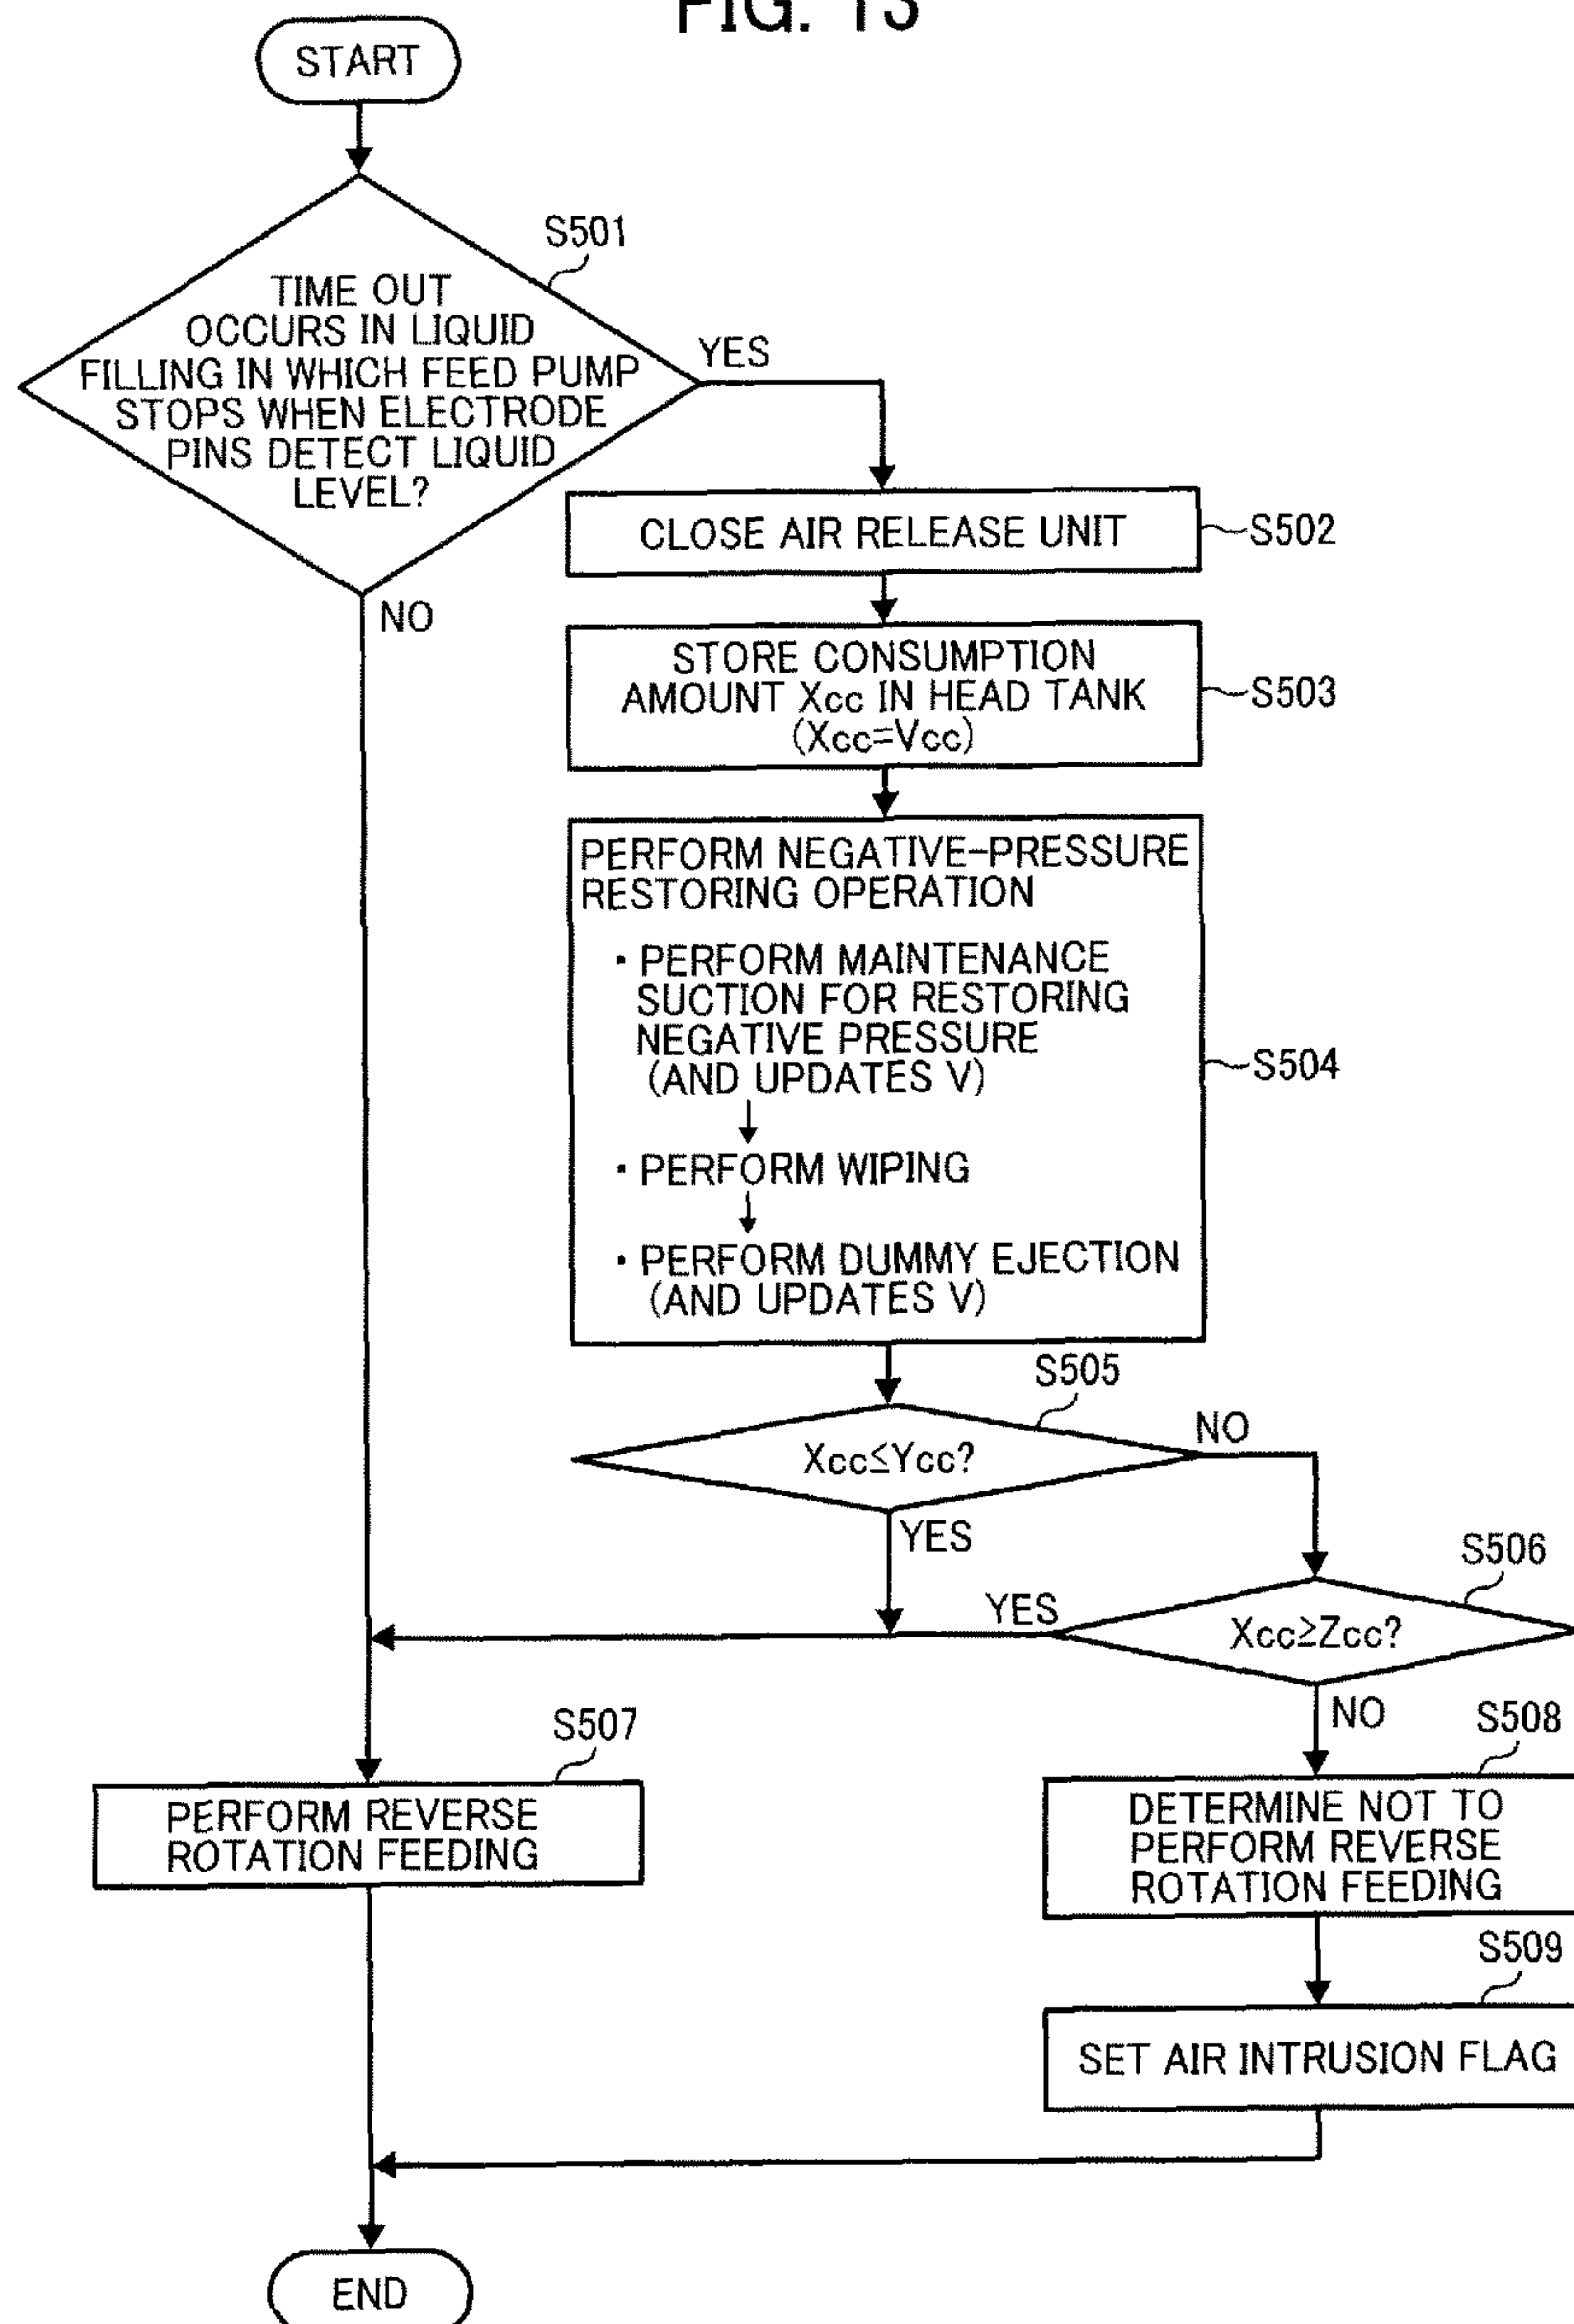 FIG. 13
START
S501
TIME OUT
OCCURS IN LIQUID
FILLING IN WHICH FEED PUMP
STOPS WHEN ELECTRODE
PINS DETECT LIQUID
LEVEL?
YES
NO
CLOSE AIR RELEASE UNIT
S502
STORE CONSUMPTION
AMOUNT Xcc IN HEAD TANK
(Xcc=Vcc)
S503
PERFORM NEGATIVE-PRESSURE
RESTORING OPERATION
・PERFORM MAINTENANCE
SUCTION FOR RESTORING
NEGATIVE PRESSURE
(AND UPDATES V)
・PERFORM WIPING
・PERFORM DUMMY EJECTION
(AND UPDATES V)
S504
S505
Xcc≤Ycc?
NO
YES
S506
Xcc≥Zcc?
YES
NO
S507
PERFORM REVERSE
ROTATION FEEDING
S508
DETERMINE NOT TO
PERFORM REVERSE
ROTATION FEEDING
S509
SET AIR INTRUSION FLAG
END